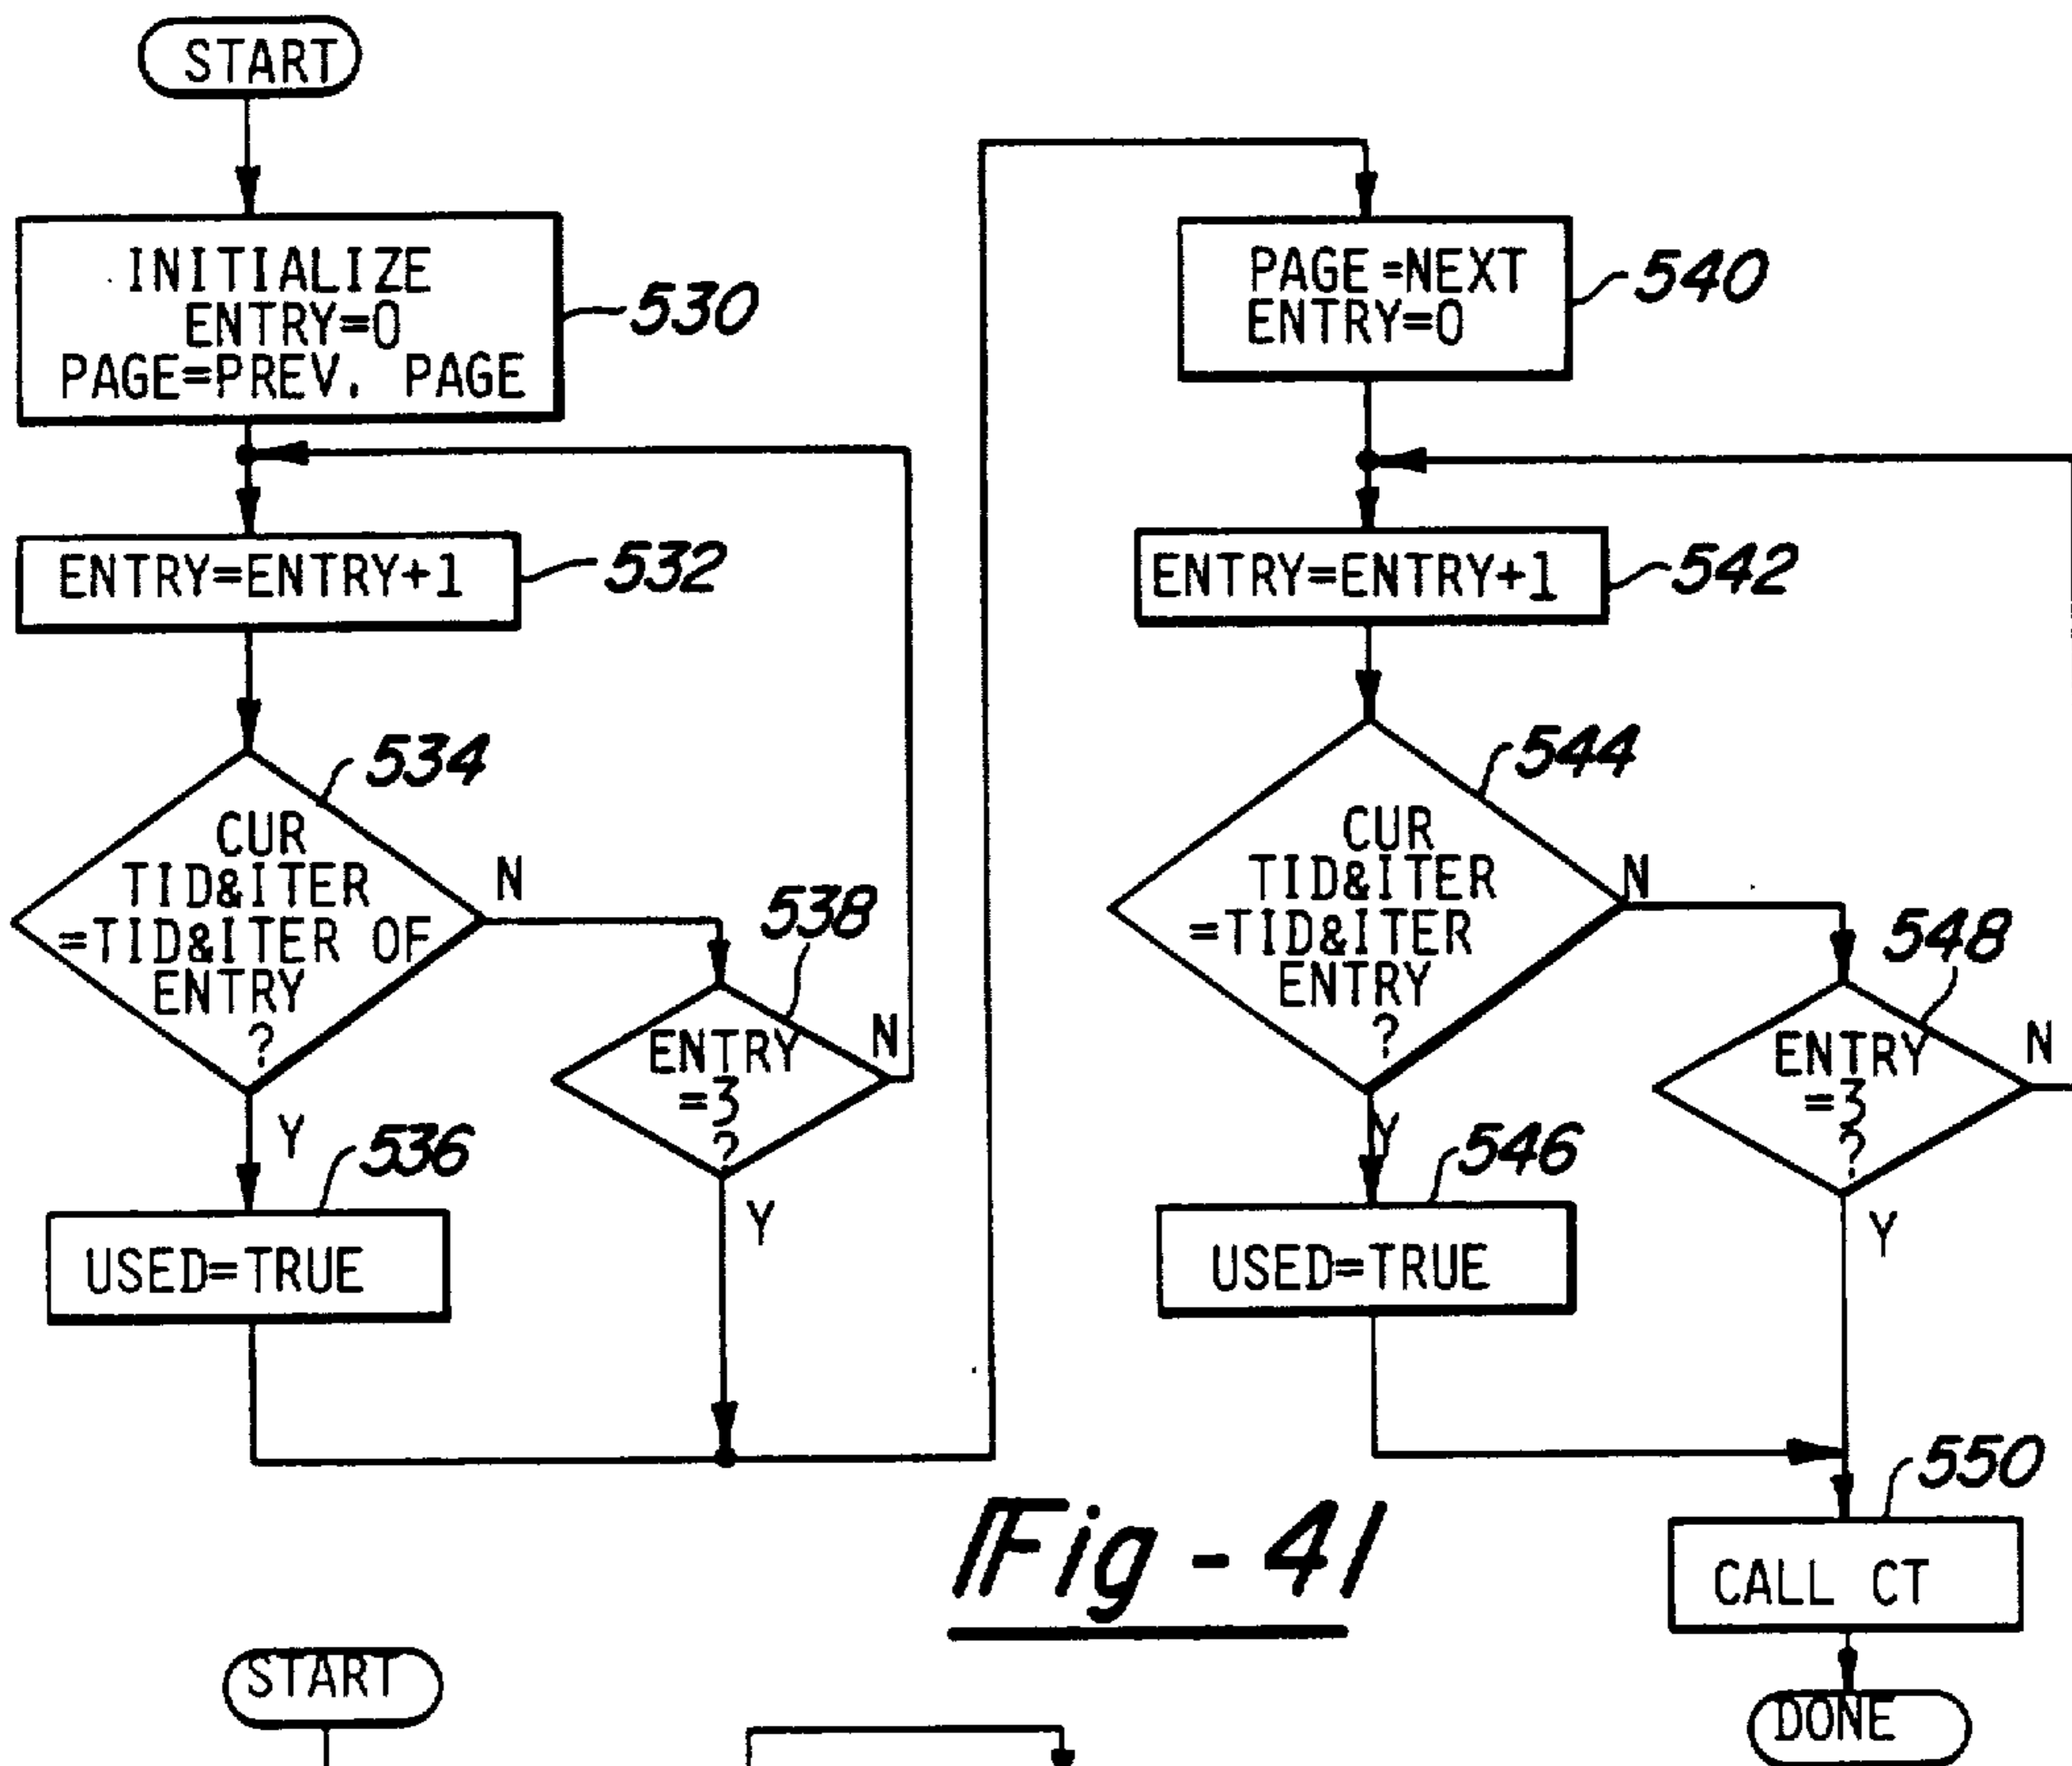 START
INITIALIZE
ENTRY=0
PAGE=PREV. PAGE
530
ENTRY=ENTRY+1
532
534
CUR
TID&ITER
=TID&ITER OF
ENTRY
?
N
Y
538
ENTRY
=3
?
N
Y
536
USED=TRUE
PAGE=NEXT
ENTRY=0
540
ENTRY=ENTRY+1
542
544
CUR
TID&ITER
=TID&ITER
ENTRY
?
N
Y
548
ENTRY
=3
?
N
Y
546
USED=TRUE
550
CALL CT
DONE
Fig-41
START